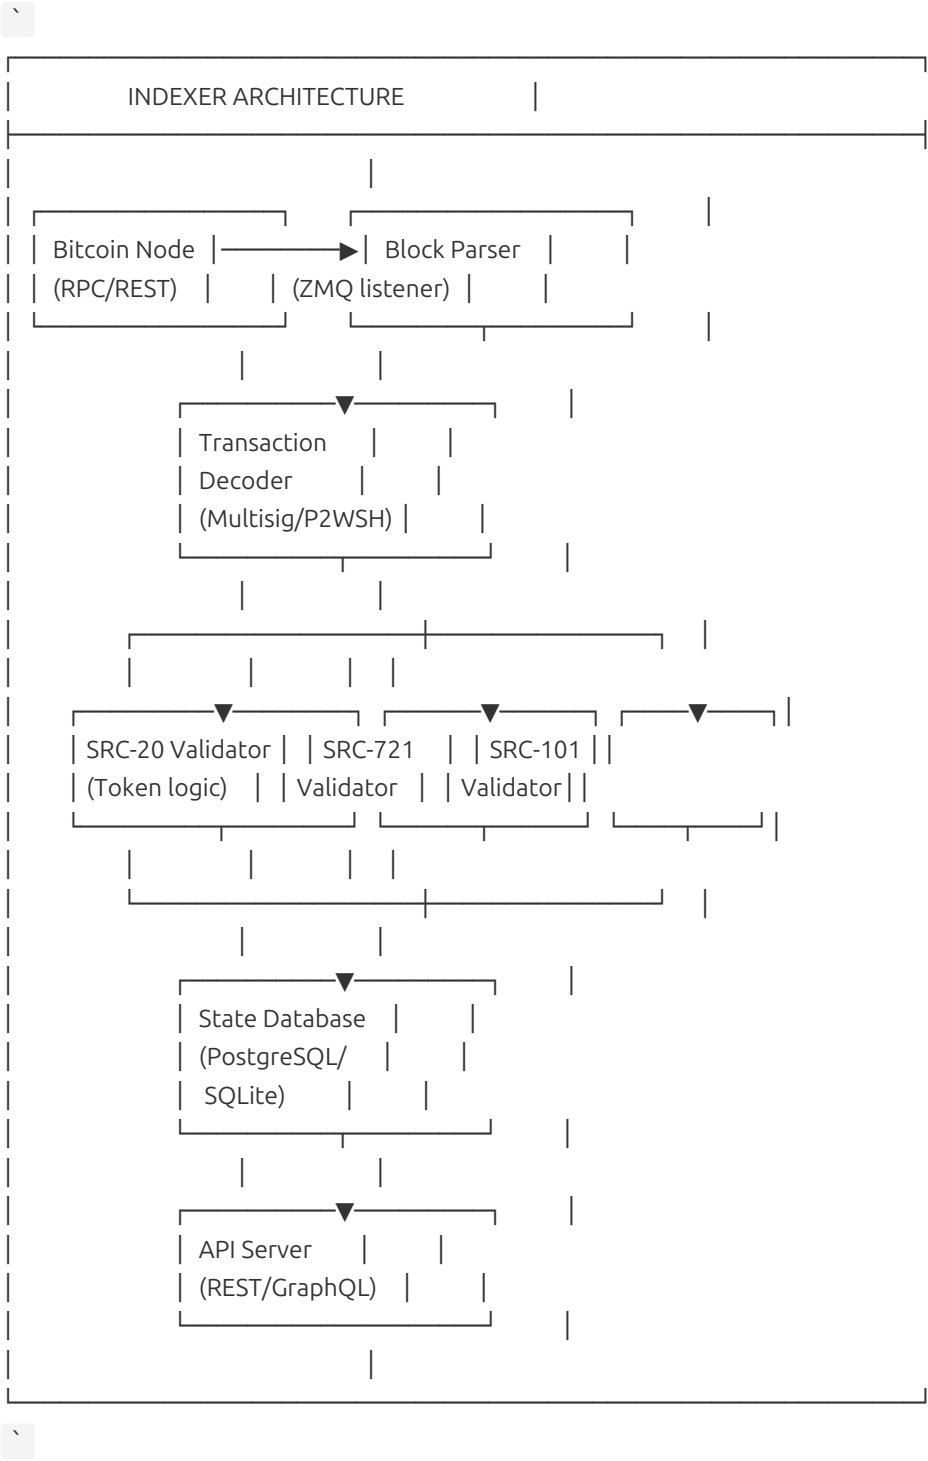 `
INDEXER ARCHITECTURE
Bitcoin Node Block Parser
(RPC/REST) (ZMQ listener)
Transaction
Decoder
(Multisig/P2WSH)
SRC-20 Validator SRC-721 SRC-101
(Token logic) Validator Validator
State Database
(PostgreSQL/
SQLite)
API Server
(REST/GraphQL)
`